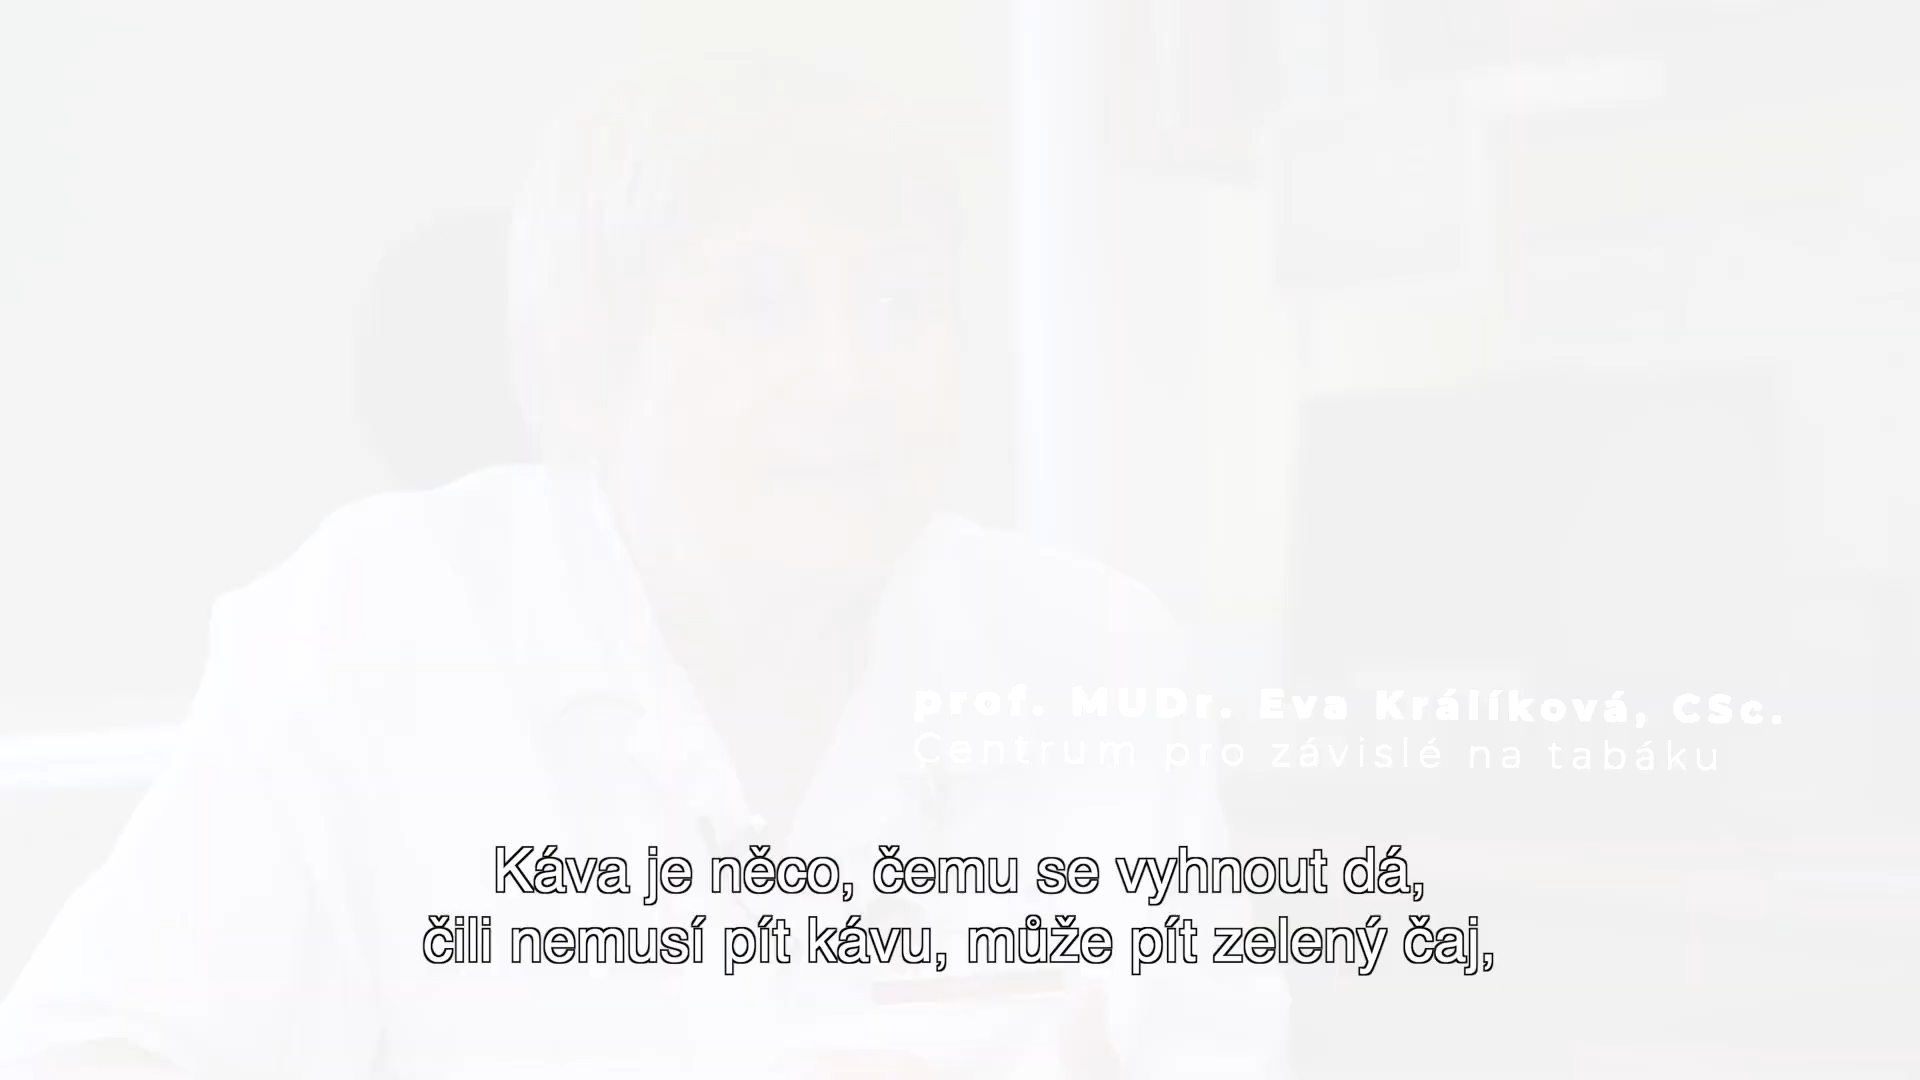 prof. MUDr. Eva Králíková, CSc.
Centrum pro závislé na tabáku
Káva je něco, čemu se vyhnout dá,
čili nemusí pít kávu, může pít zelený čaj,